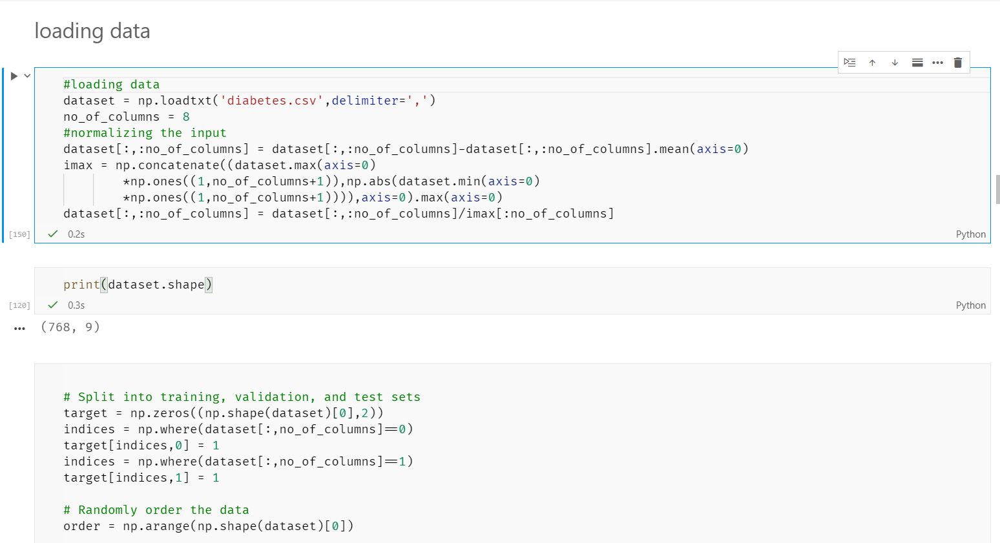 loading data
#loading data
dataset = np.loadtxt('diabetes.csv',delimiter=',')
no_of_columns = 8
#normalizing the input
dataset[:,:no_of_columns] = dataset[:,:no_of_columns]-dataset[:,:no_of_columns].mean(axis=0)
imax = np.concatenate((dataset.max(axis=0)
*np.ones((1,no_of_columns+1)),np.abs(dataset.min(axis=0)
*np.ones((1,no_of_columns+1)))),axis=0).max(axis=0)
dataset[:,:no_of_columns] = dataset[:,:no_of_columns]/imax[:no_of_columns]
[150] 0.2s Python
print(dataset.shape)
[120] 0.3s Python
(768, 9)
# Split into training, validation, and test sets
target = np.zeros((np.shape(dataset)[0],2))
indices = np.where(dataset[:,no_of_columns]==0)
target[indices,0] = 1
indices = np.where(dataset[:,no_of_columns]==1)
target[indices,1] = 1
# Randomly order the data
order = np.arange(np.shape(dataset)[0])